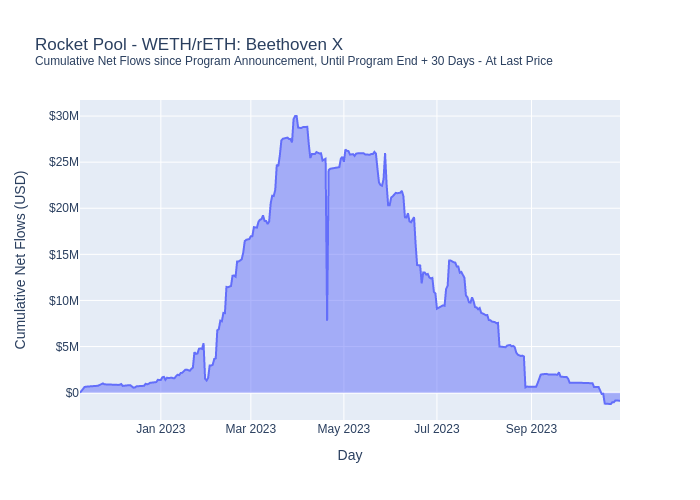 Rocket Pool - WETH/rETH: Beethoven X
Cumulative Net Flows since Program Announcement, Until Program End + 30 Days - At Last Price
Cumulative Net Flows (USD)
$30M
$25M
$20M
$15M
$10M
$5M
$0
Jan 2023 Mar 2023 May 2023 Jul 2023 Sep 2023
Day